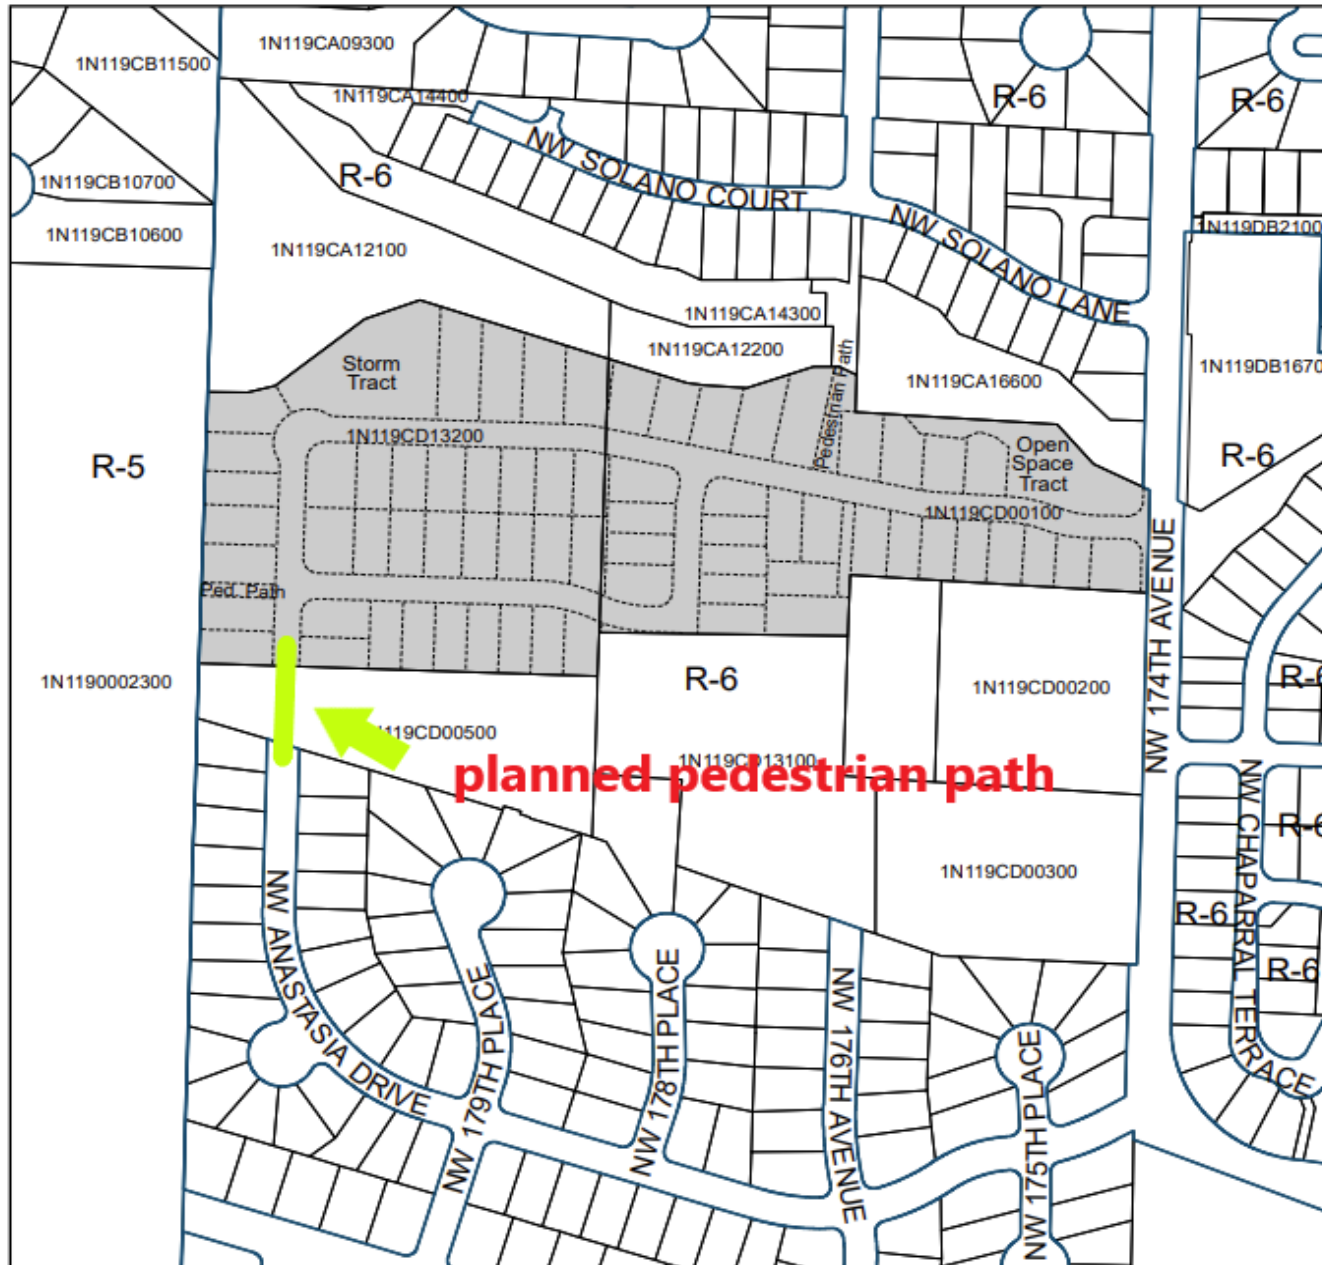 1N119CA09300
1N119CB11500
1N119CA14400
R-6
R-6
NW SOLANO COURT
1N119CB10700
R-6
NW SOLANO LANE
1N119DB2100
1N119CB10600
1N119CA12100
1N119CA14300
1N119CA12200
Storm
Tract
Pedestrian Path
1N119CA16600
1N119DB1670
1N119CD13200
R-5
Open
Space
Tract
R-6
1N119CD00100
NW 174TH AVENUE
Ped. Path
1N1190002300
R-6
1N119CD00200
R-6
119CD00500
1N119CD13100
planned pedestrian path
NW CHAPARRAL TERRACE
R-6
1N119CD00300
R-6
R-6
NW ANASTASIA DRIVE
NW 179TH PLACE
NW 178TH PLACE
NW 176TH AVENUE
NW 175TH PLACE